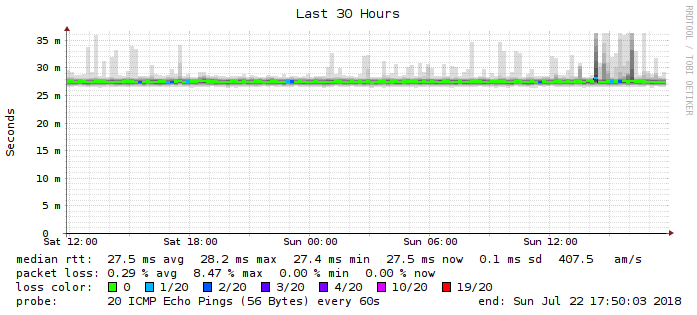 Last 30 Hours
RRDTOOL / TOBI OETIKER
Seconds
35 m
30 m
25 m
20 m
15 m
10 m
5 m
0
Sat 12:00 Sat 18:00 Sun 00:00 Sun 06:00 Sun 12:00
median rtt: 27.5 ms avg 28.2 ms max 27.4 ms min 27.5 ms now 0.1 ms sd 407.5 am/s
packet loss: 0.29 % avg 8.47 % max 0.00 % min 0.00 % now
loss color: 0 1/20 2/20 3/20 4/20 10/20 19/20
probe: 20 ICMP Echo Pings (56 Bytes) every 60s end: Sun Jul 22 17:50:03 2018